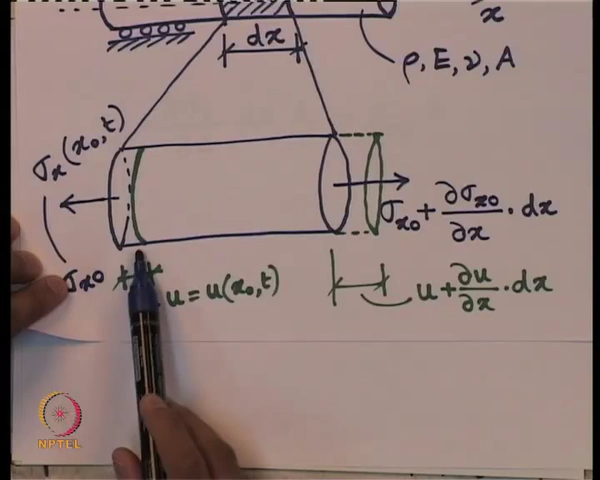 x
dx
ρ, E, ν, A
σx(x₀,t)
σx₀ + ∂σx₀/∂x · dx
σx₀
u = u(x₀,t)
u + ∂u/∂x · dx
NPTEL